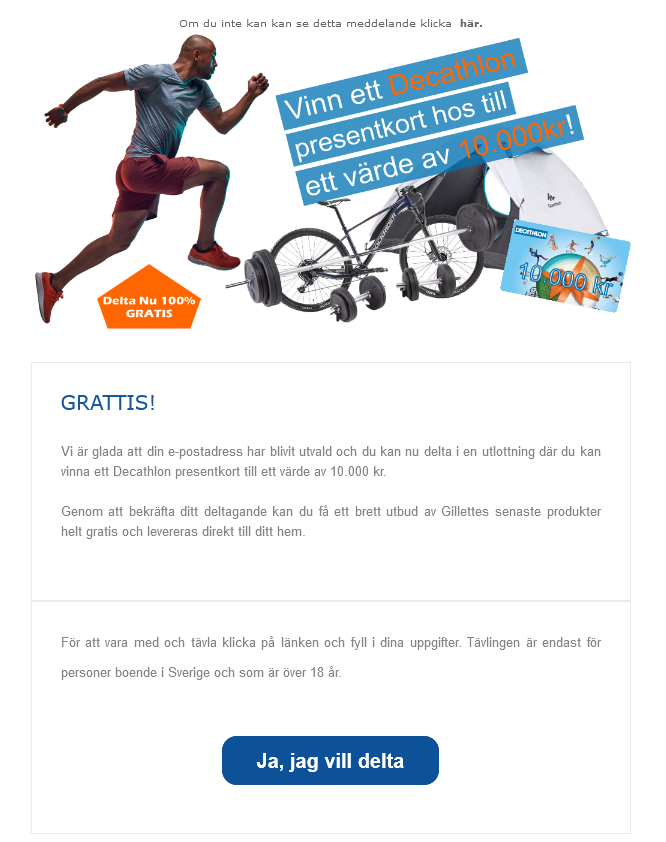 Om du inte kan kan se detta meddelande klicka här.
Vinn ett Decathlon
presentkort hos till
ett värde av 10.000kr!
Quechua
ROCKRIDER
DECATHLON
10.000 kr
Delta Nu 100%
GRATIS
GRATTIS!
Vi är glada att din e-postadress har blivit utvald och du kan nu delta i en utlottning där du kan
vinna ett Decathlon presentkort till ett värde av 10.000 kr.
Genom att bekräfta ditt deltagande kan du få ett brett utbud av Gillettes senaste produkter
helt gratis och levereras direkt till ditt hem.
För att vara med och tävla klicka på länken och fyll i dina uppgifter. Tävlingen är endast för
personer boende i Sverige och som är över 18 år.
Ja, jag vill delta